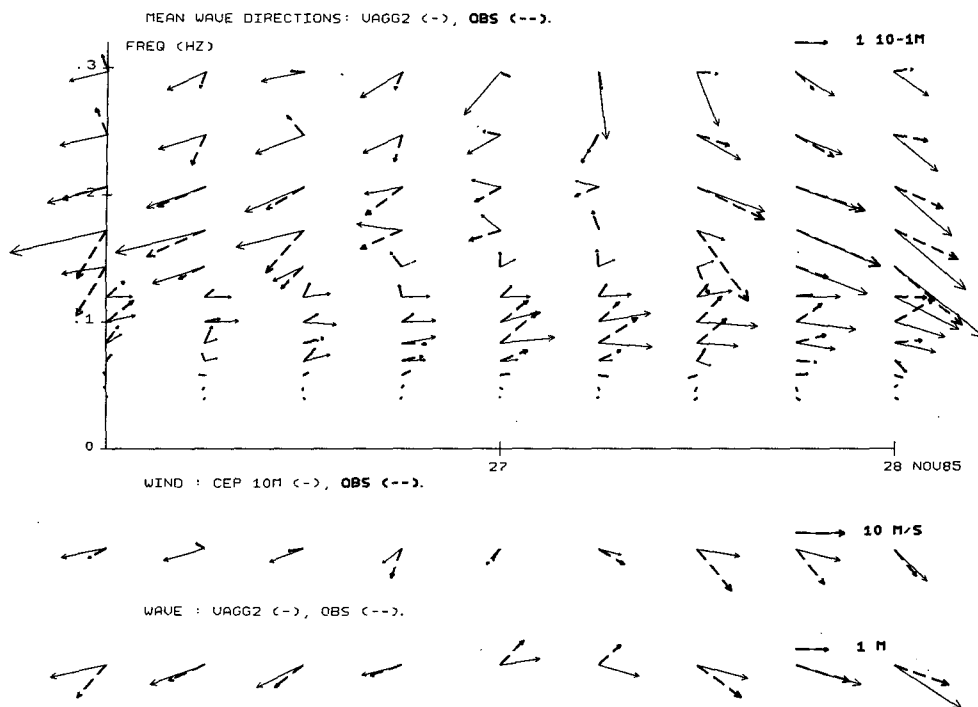 MEAN WAVE DIRECTIONS: VAGG2 (-), OBS (--).
FREQ (HZ)
1 10-1M
.3
.2
.1
0
27
28 NOV85
WIND : CEP 10M (-), OBS (--).
10 M/S
WAVE : VAGG2 (-), OBS (--).
1 M